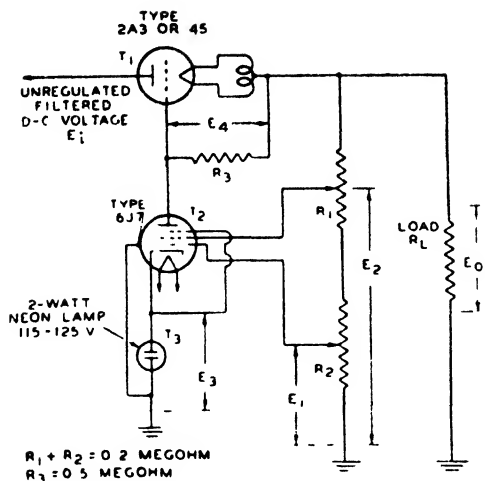 TYPE
2A3 OR 45
T1
UNREGULATED
FILTERED
D-C VOLTAGE
Ei
E4
R3
TYPE
6J7
T2
R1
E2
LOAD
RL
E0
2-WATT
NEON LAMP
115-125 V
T3
E3
E1
R2
R1 + R2 = 0 2 MEGOHM
R3 = 0 5 MEGOHM